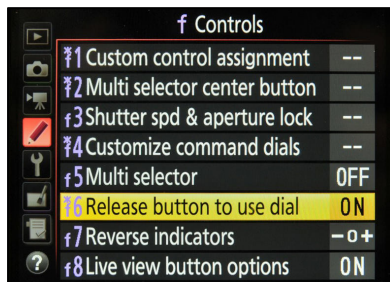 f Controls
*f1 Custom control assignment --
*f2 Multi selector center button --
f3 Shutter spd & aperture lock --
*f4 Customize command dials --
f5 Multi selector OFF
*f6 Release button to use dial ON
f7 Reverse indicators -o+
f8 Live view button options ON
?